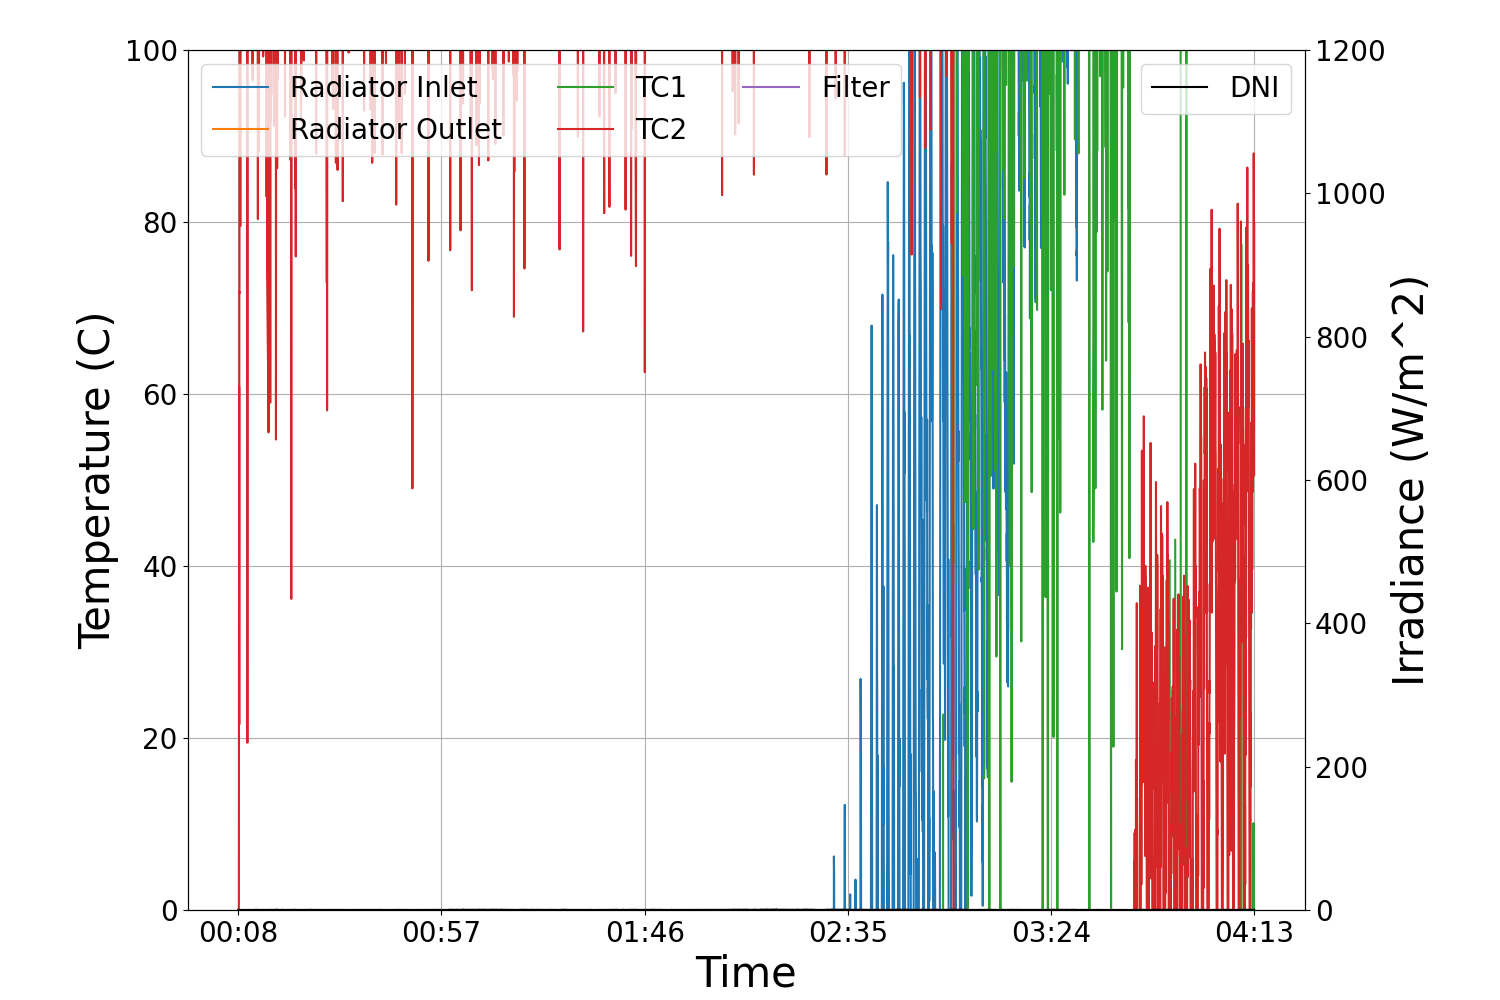 100
80
60
40
20
0
Temperature (C)
Radiator Inlet
Radiator Outlet
TC1
TC2
Filter
DNI
1200
1000
800
600
400
200
0
Irradiance (W/m^2)
00:08
00:57
01:46
02:35
03:24
04:13
Time